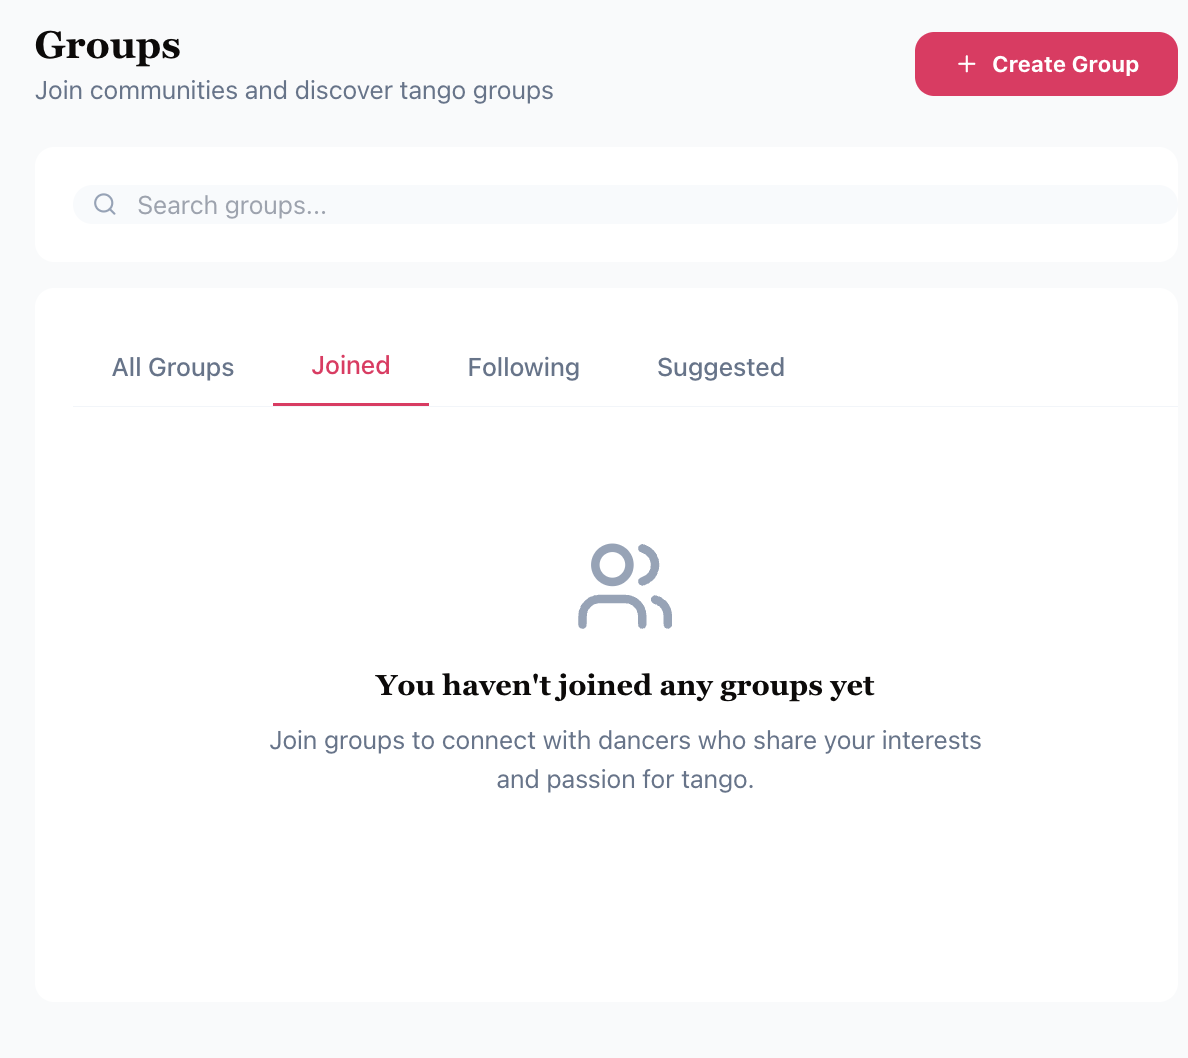 Groups
Join communities and discover tango groups
+ Create Group
Search groups...
All Groups Joined Following Suggested
You haven't joined any groups yet
Join groups to connect with dancers who share your interests
and passion for tango.